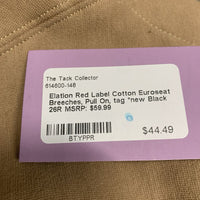 The Tack Collector
614600-146
Elation Red Label Cotton Euroseat
Breeches, Pull On, tag *new Black
26R MSRP: $59.99
$44.49
BTYPPR